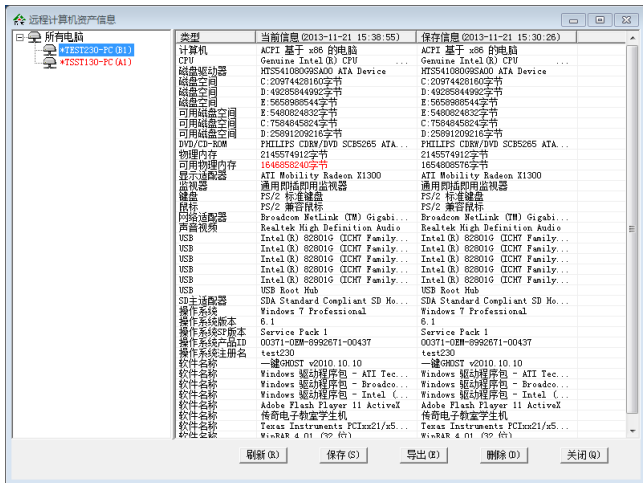 远程计算机资产信息
所有电脑
*TEST230-PC(B1)
*TSST130-PC(A1)
类型 当前信息(2013-11-21 15:38:55) 保存信息(2013-11-21 15:30:26)
计算机 ACPI 基于 x86 的电脑 ACPI 基于 x86 的电脑
CPU Genuine Intel(R) CPU ... Genuine Intel(R) CPU ...
磁盘驱动器 HTS541080G9SA00 ATA Device HTS541080G9SA00 ATA Device
磁盘空间 C:20974428160字节 C:20974428160字节
磁盘空间 D:49285844992字节 D:49285844992字节
磁盘空间 E:5658988544字节 E:5658988544字节
可用磁盘空间 E:5480824832字节 E:5480824832字节
可用磁盘空间 C:7584845824字节 C:7584845824字节
可用磁盘空间 D:25891209216字节 D:25891209216字节
DVD/CD-ROM PHILIPS CDRW/DVD SCB5265 ATA... PHILIPS CDRW/DVD SCB5265 ATA...
物理内存 2145574912字节 2145574912字节
可用物理内存 1646858240字节 1654808576字节
显示适配器 ATI Mobility Radeon X1300 ATI Mobility Radeon X1300
监视器 通用即插即用监视器 通用即插即用监视器
键盘 PS/2 标准键盘 PS/2 标准键盘
鼠标 PS/2 兼容鼠标 PS/2 兼容鼠标
网络适配器 Broadcom NetLink (TM) Gigabi... Broadcom NetLink (TM) Gigabi...
声音视频 Realtek High Definition Audio Realtek High Definition Audio
USB Intel(R) 82801G (ICH7 Family... Intel(R) 82801G (ICH7 Family...
USB Intel(R) 82801G (ICH7 Family... Intel(R) 82801G (ICH7 Family...
USB Intel(R) 82801G (ICH7 Family... Intel(R) 82801G (ICH7 Family...
USB Intel(R) 82801G (ICH7 Family... Intel(R) 82801G (ICH7 Family...
USB Intel(R) 82801G (ICH7 Family... Intel(R) 82801G (ICH7 Family...
USB USB Root Hub USB Root Hub
SD主适配器 SDA Standard Compliant SD Ho... SDA Standard Compliant SD Ho...
操作系统 Windows 7 Professional Windows 7 Professional
操作系统版本 6.1 6.1
操作系统SP版本 Service Pack 1 Service Pack 1
操作系统产品ID 00371-OEM-8992671-00437 00371-OEM-8992671-00437
操作系统注册名 test230 test230
软件名称 一键GHOST v2010.10.10 一键GHOST v2010.10.10
软件名称 Windows 驱动程序包 - ATI Tec... Windows 驱动程序包 - ATI Tec...
软件名称 Windows 驱动程序包 - Broadco... Windows 驱动程序包 - Broadco...
软件名称 Windows 驱动程序包 - Intel (... Windows 驱动程序包 - Intel (...
软件名称 Adobe Flash Player 11 ActiveX Adobe Flash Player 11 ActiveX
软件名称 传奇电子教室学生机 传奇电子教室学生机
软件名称 Texas Instruments PCIxx21/x5... Texas Instruments PCIxx21/x5...
软件名称 WinRAR 4.01 (32 位) WinRAR 4.01 (32 位)
刷新(R) 保存(S) 导出(E) 删除(D) 关闭(Q)